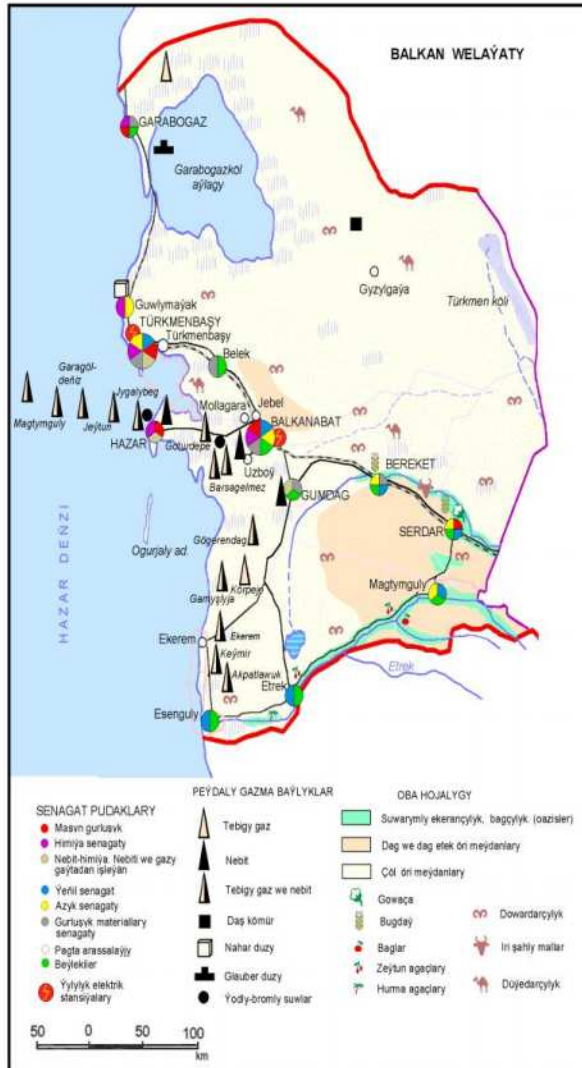 BALKAN WELAÝATY
GARABOGAZ
Garabogazköl
aýlagy
Gyzylgaýa
Türkmen köli
Guwlymaýak
TÜRKMENBAŞY
Türkmenbaşy
Belek
Garagöl-
deňiz
Jygalybeg
Magtymguly
Jeýtun
HAZAR
Goturdepe
Mollagara
Jebel
BALKANABAT
Uzboý
Barsagelmez
GUMDAG
BEREKET
SERDAR
Magtymguly
Ogurjaly ad.
HAZAR DEŇZI
Gögerendag
Körpeje
Gamyşlyja
Ekerem
Ekerem
Keýmir
Akpatlawuk
Etrek
Etrek
Esenguly
SENAGAT PUDAKLARY
Masyn gurluşyk
Himiýa senagaty
Nebit-himiýa. Nebiti we gazy
gaýtadan işleýän
Ýeňil senagat
Azyk senagaty
Gurluşyk materiallary
senagaty
Pagta arassalaýjy
Beýlekiler
Ýylylyk elektrik
stansiýalary
50 0 50 100
km
PEÝDALY GAZMA BAÝLYKLAR
Tebigy gaz
Nebit
Tebigy gaz we nebit
Daş kömür
Nahar duzy
Glauber duzy
Ýodly-bromly suwlar
OBA HOJALYGY
Suwarymly ekerançylyk, bagçylyk. (oazisler)
Dag we dag etek öri meýdanlary
Çöl öri meýdanlary
Gowaça
Bugdaý
Baglar
Zeýtun agaçlary
Hurma agaçlary
Dowardarçylyk
Iri şahly mallar
Düýedarçylyk